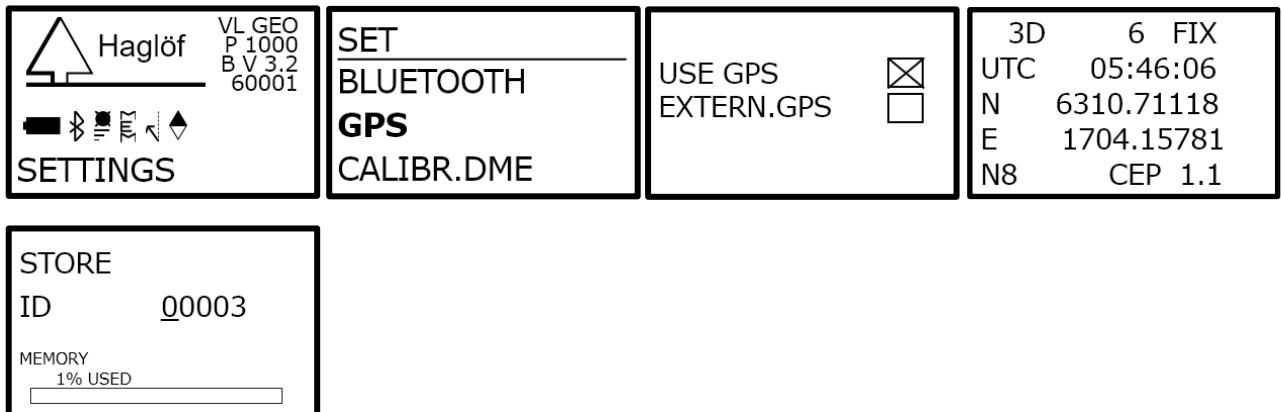 Haglöf
VL GEO
P 1000
B V 3.2
60001
SETTINGS
SET
BLUETOOTH
GPS
CALIBR.DME
USE GPS
EXTERN.GPS
3D 6 FIX
UTC 05:46:06
N 6310.71118
E 1704.15781
N8 CEP 1.1
STORE
ID 00003
MEMORY
1% USED